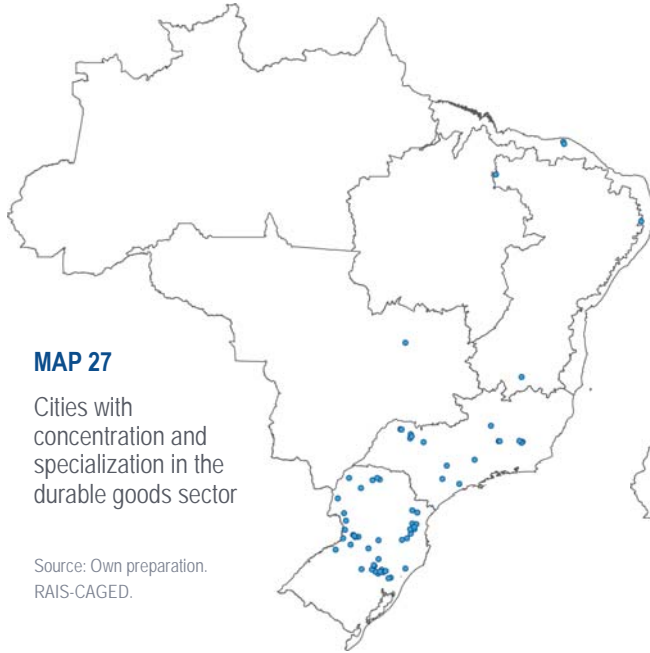 MAP 27
Cities with
concentration and
specialization in the
durable goods sector
Source: Own preparation.
RAIS-CAGED.